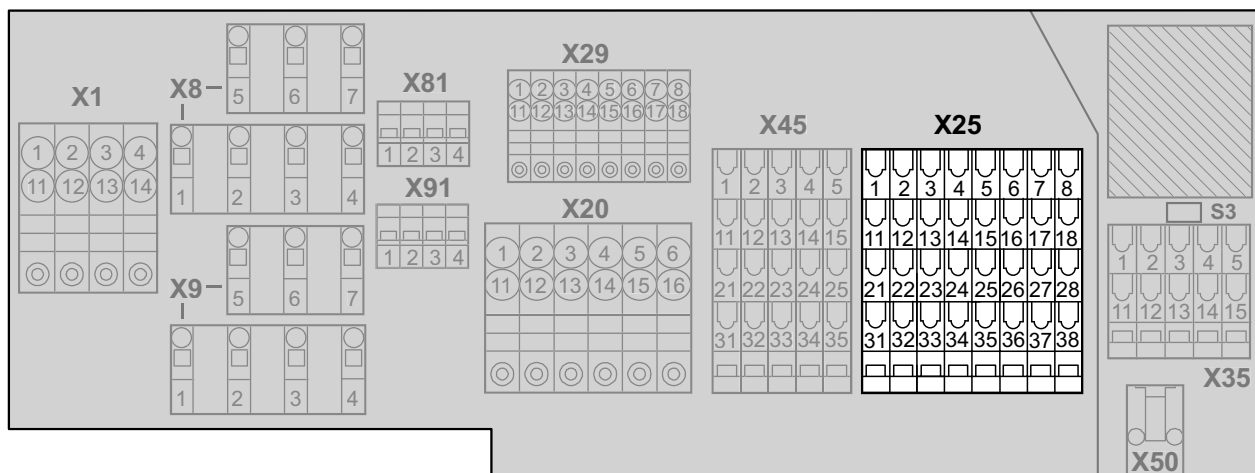 X1
1 2 3 4
11 12 13 14
X8
5 6 7
1 2 3 4
X9
5 6 7
1 2 3 4
X81
1 2 3 4
X91
1 2 3 4
X29
1 2 3 4 5 6 7 8
11 12 13 14 15 16 17 18
X20
1 2 3 4 5 6
11 12 13 14 15 16
X45
1 2 3 4 5
11 12 13 14 15
21 22 23 24 25
31 32 33 34 35
X25
1 2 3 4 5 6 7 8
11 12 13 14 15 16 17 18
21 22 23 24 25 26 27 28
31 32 33 34 35 36 37 38
S3
1 2 3 4 5
11 12 13 14 15
X35
X50